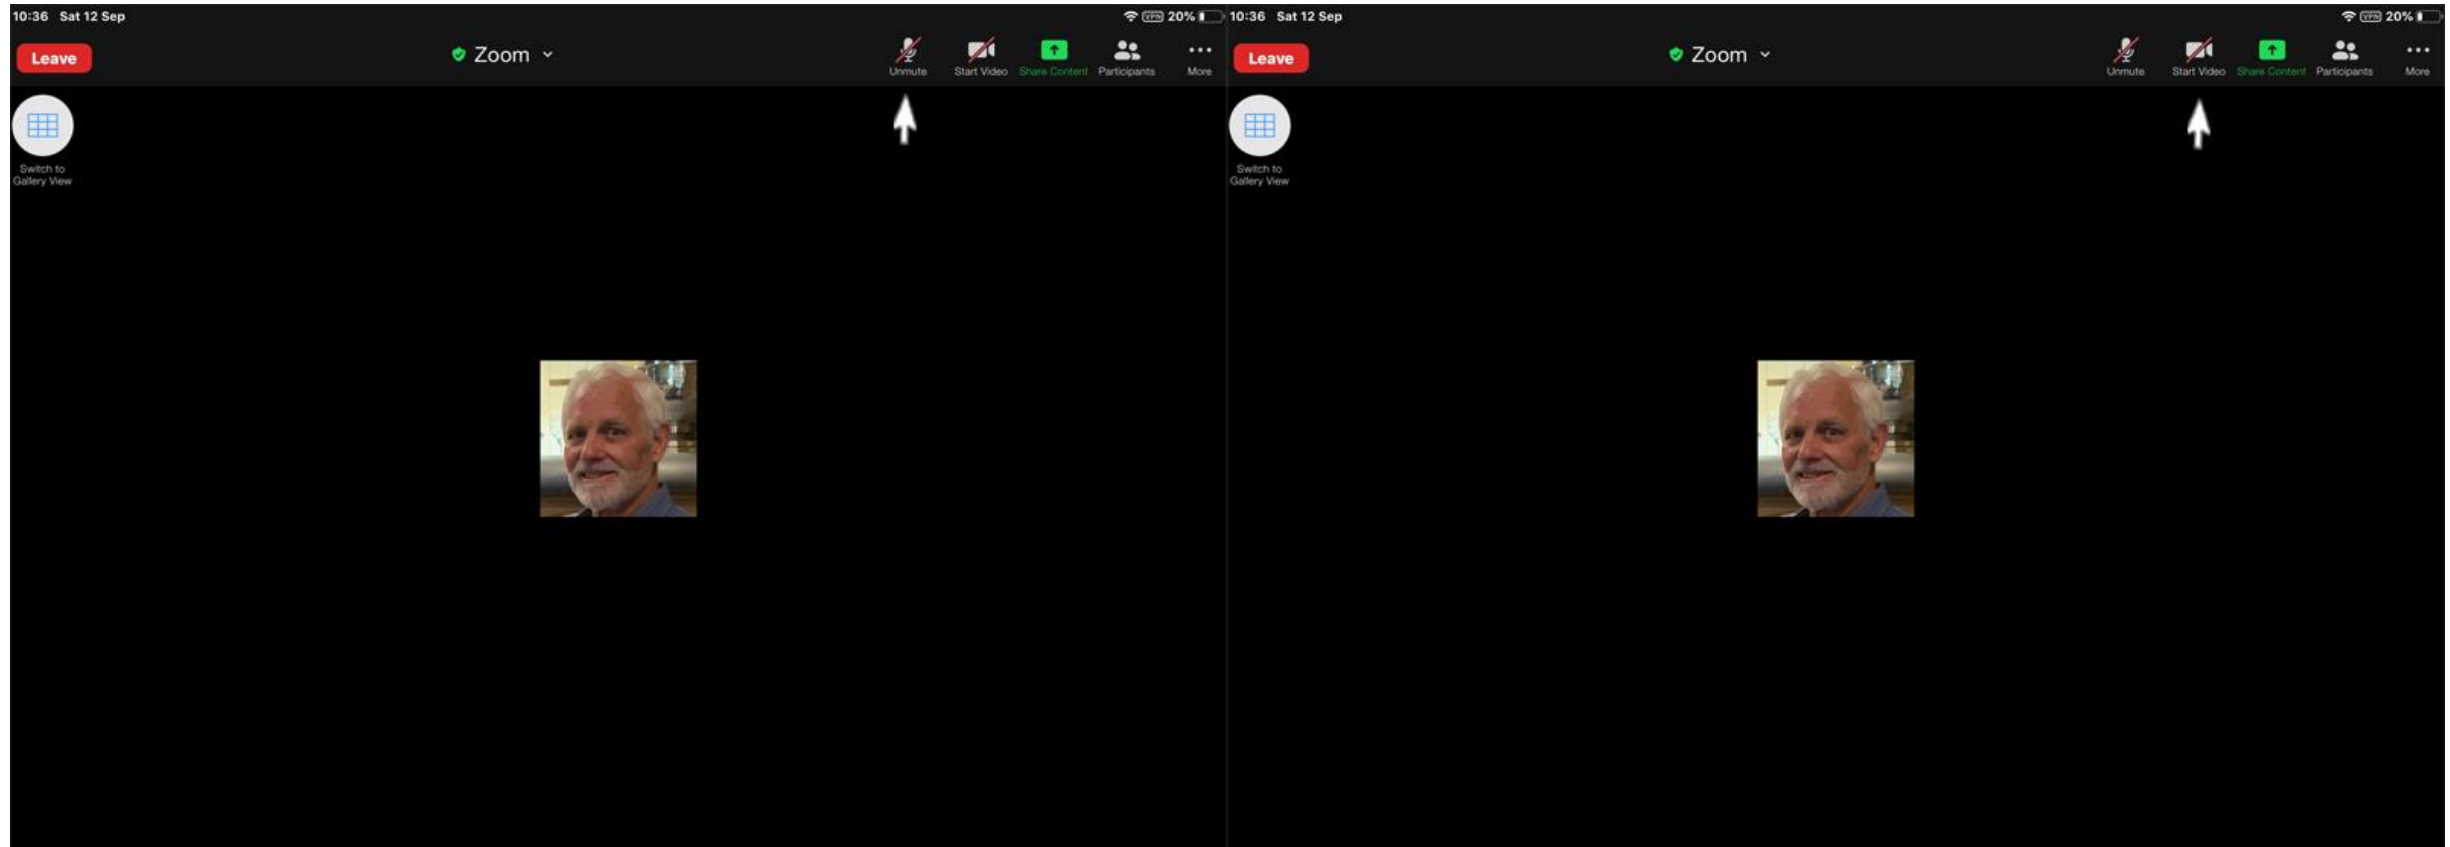 10:36 Sat 12 Sep
VPN 20%
Leave
Zoom
Unmute
Start Video
Share Content
Participants
More
Switch to
Gallery View
10:36 Sat 12 Sep
VPN 20%
Leave
Zoom
Unmute
Start Video
Share Content
Participants
More
Switch to
Gallery View